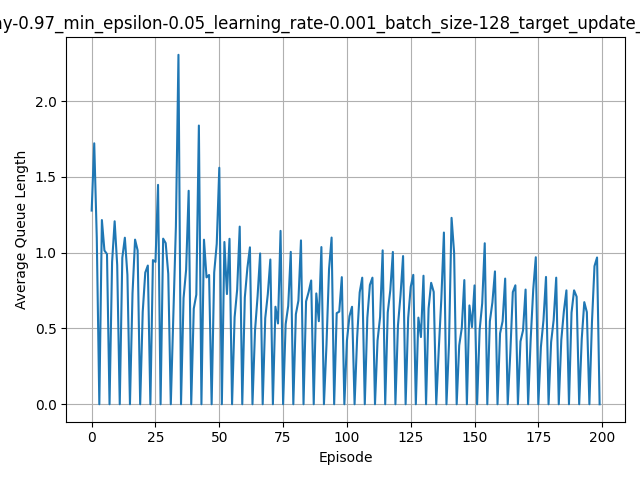 ay-0.97_min_epsilon-0.05_learning_rate-0.001_batch_size-128_target_update_
2.0
1.5
1.0
0.5
0.0
Average Queue Length
0 25 50 75 100 125 150 175 200
Episode